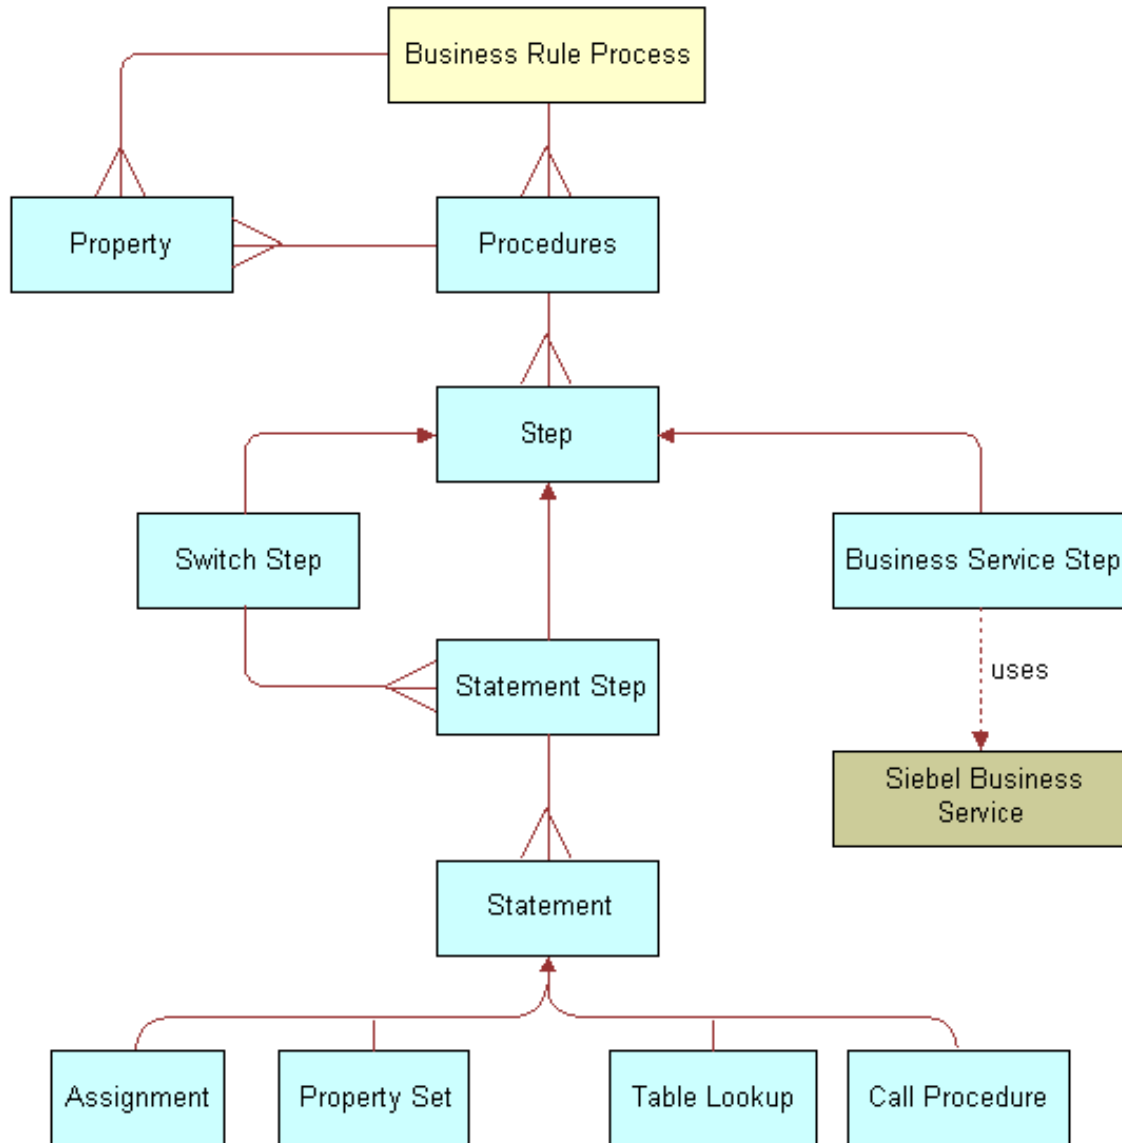 Business Rule Process
Property
Procedures
Step
Switch Step
Business Service Step
Statement Step
uses
Siebel Business
Service
Statement
Assignment
Property Set
Table Lookup
Call Procedure